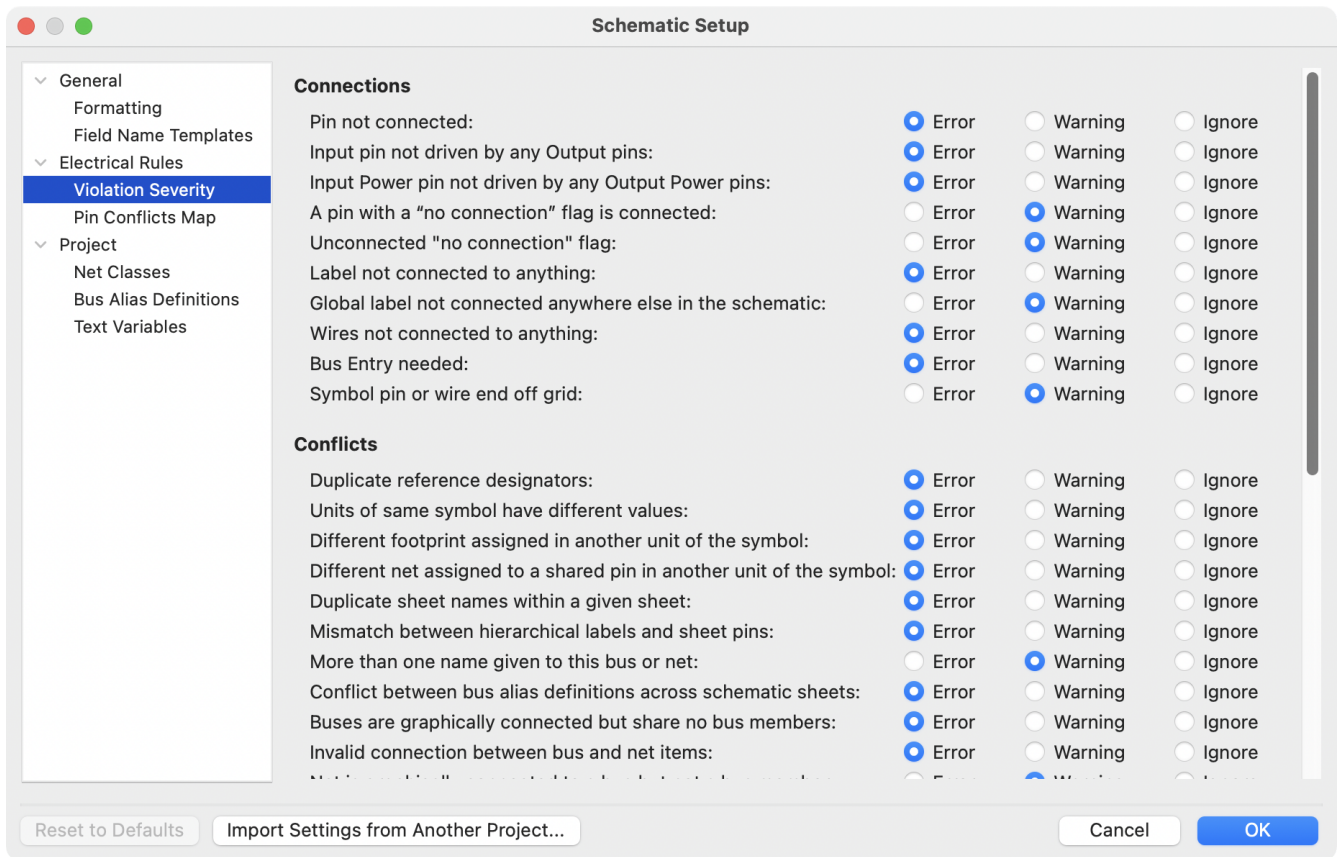 Schematic Setup
General
Formatting
Field Name Templates
Electrical Rules
Violation Severity
Pin Conflicts Map
Project
Net Classes
Bus Alias Definitions
Text Variables
Connections
Pin not connected: Error Warning Ignore
Input pin not driven by any Output pins: Error Warning Ignore
Input Power pin not driven by any Output Power pins: Error Warning Ignore
A pin with a “no connection” flag is connected: Error Warning Ignore
Unconnected "no connection" flag: Error Warning Ignore
Label not connected to anything: Error Warning Ignore
Global label not connected anywhere else in the schematic: Error Warning Ignore
Wires not connected to anything: Error Warning Ignore
Bus Entry needed: Error Warning Ignore
Symbol pin or wire end off grid: Error Warning Ignore
Conflicts
Duplicate reference designators: Error Warning Ignore
Units of same symbol have different values: Error Warning Ignore
Different footprint assigned in another unit of the symbol: Error Warning Ignore
Different net assigned to a shared pin in another unit of the symbol: Error Warning Ignore
Duplicate sheet names within a given sheet: Error Warning Ignore
Mismatch between hierarchical labels and sheet pins: Error Warning Ignore
More than one name given to this bus or net: Error Warning Ignore
Conflict between bus alias definitions across schematic sheets: Error Warning Ignore
Buses are graphically connected but share no bus members: Error Warning Ignore
Invalid connection between bus and net items: Error Warning Ignore
Reset to Defaults
Import Settings from Another Project...
Cancel
OK